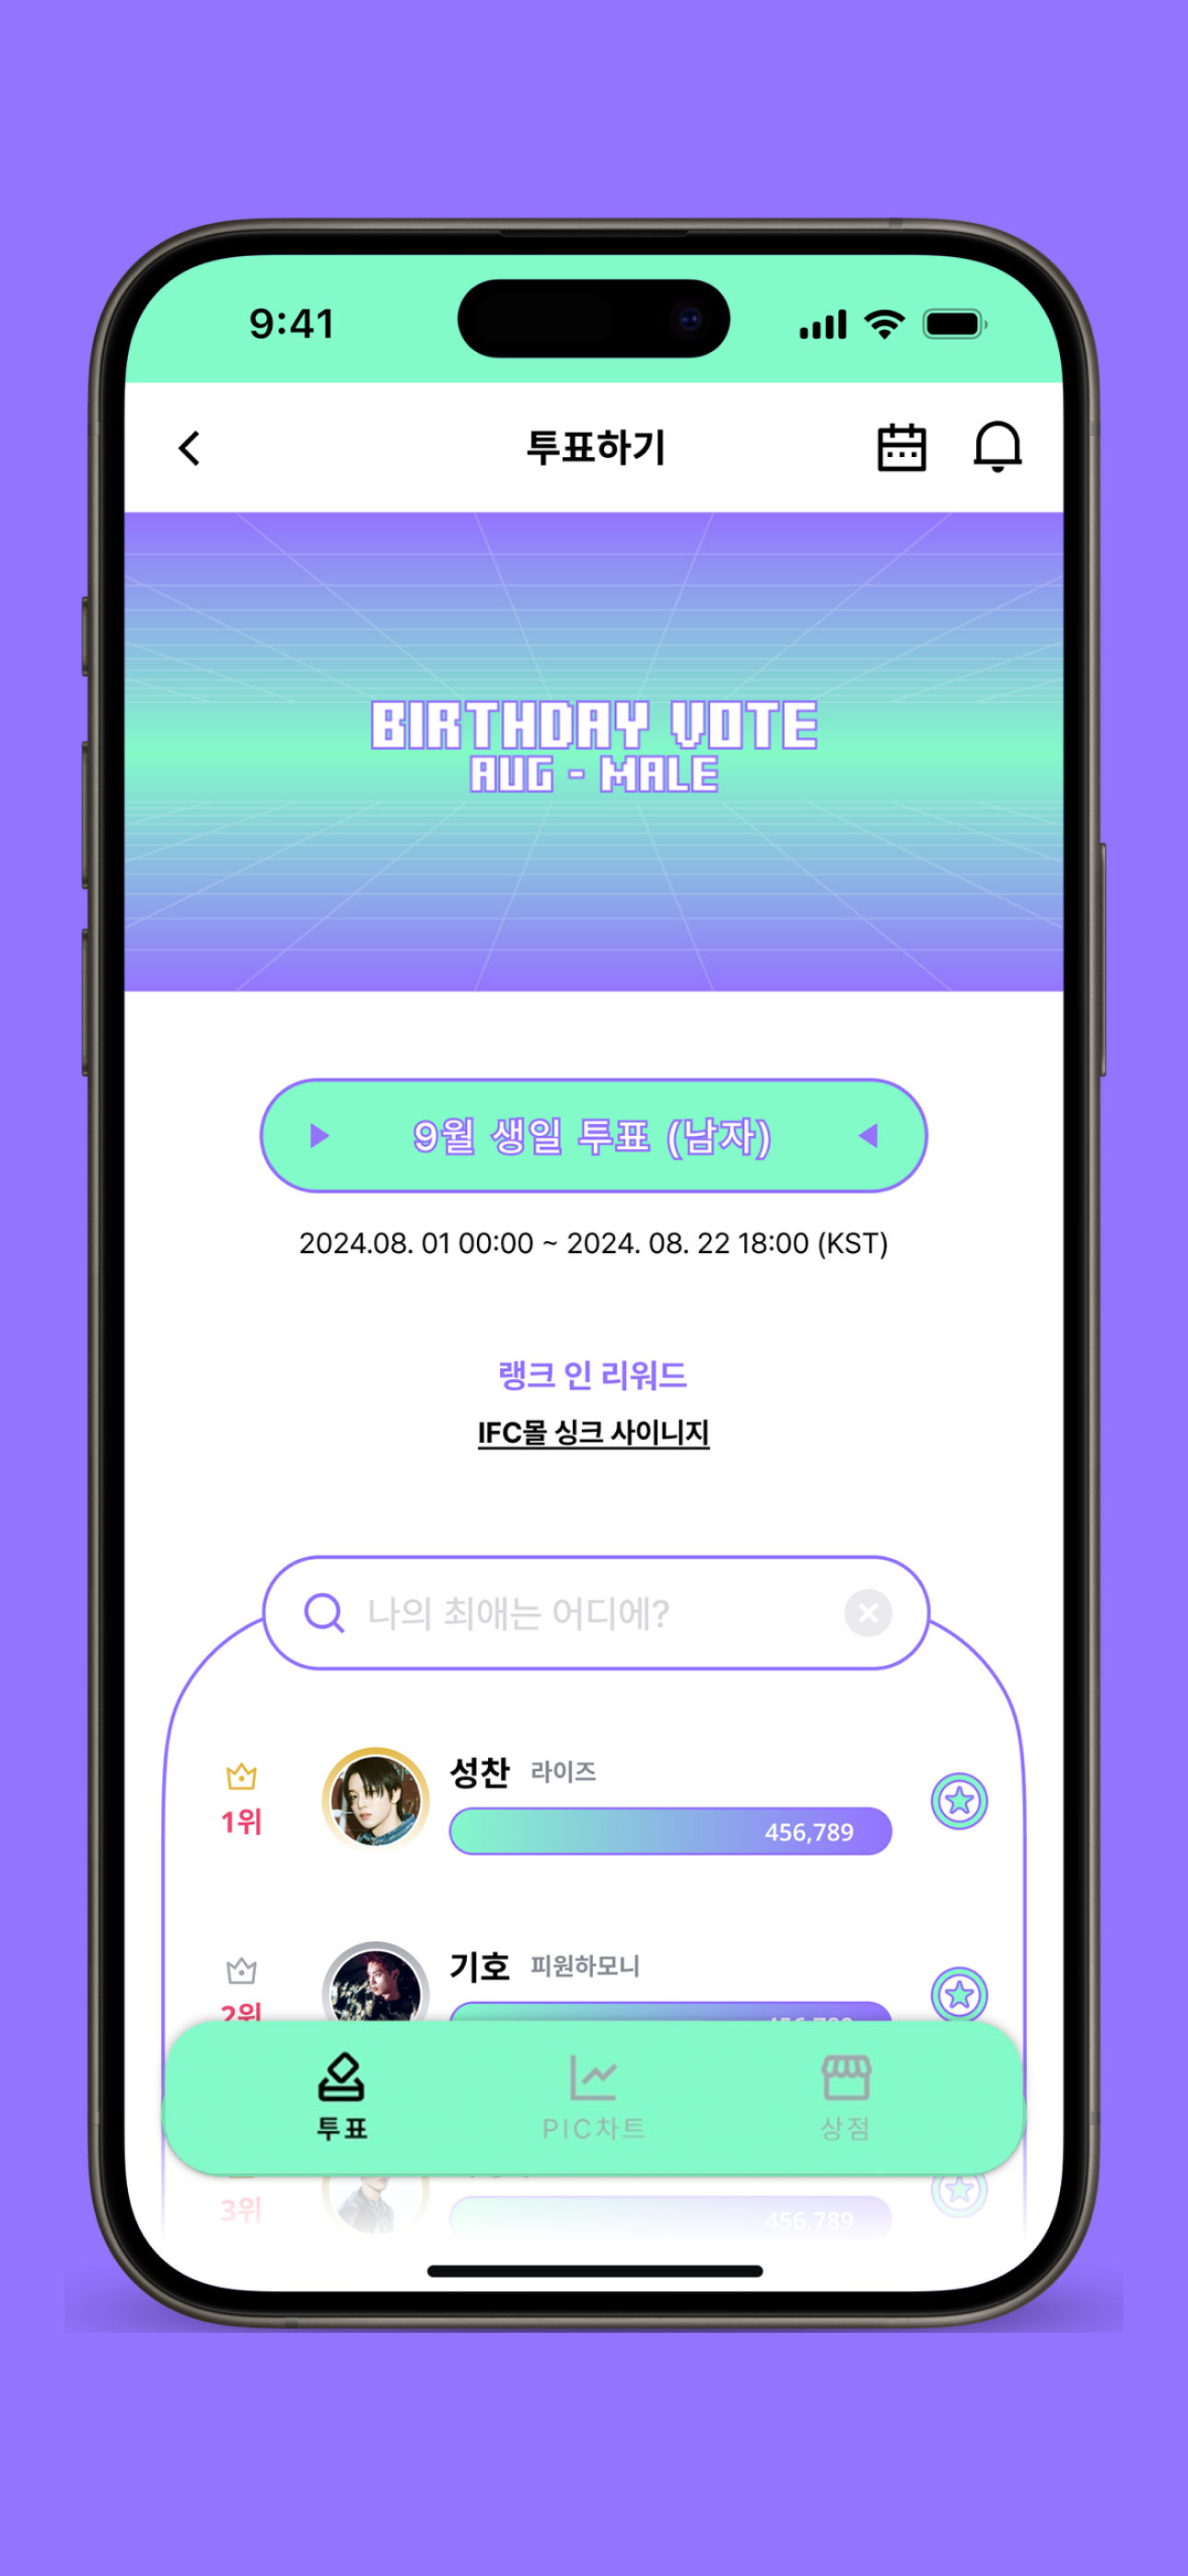 9:41
투표하기
BIRTHDAY VOTE
AUG - MALE
9월 생일 투표 (남자)
2024.08. 01 00:00 ~ 2024. 08. 22 18:00 (KST)
랭크 인 리워드
IFC몰 싱크 사이니지
나의 최애는 어디에?
성찬 라이즈
1위
456,789
기호 피원하모니
2위
투표 PIC차트 상점
3위
456,789